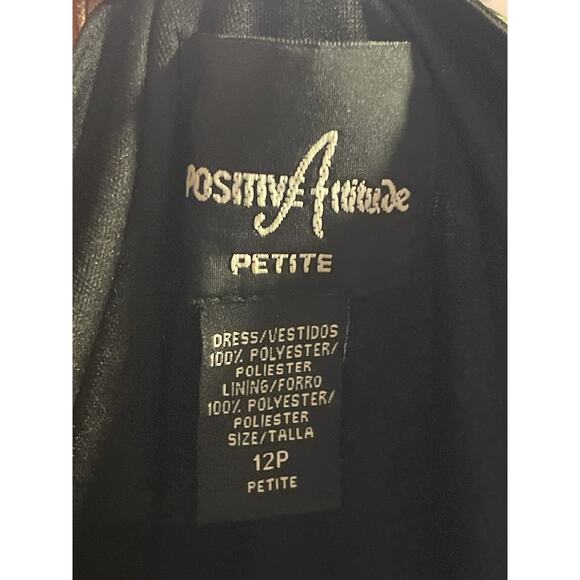 POSITIVE Attitude
PETITE
DRESS/VESTIDOS
100% POLYESTER/
POLIESTER
LINING/FORRO
100% POLYESTER/
POLIESTER
SIZE/TALLA
12P
PETITE